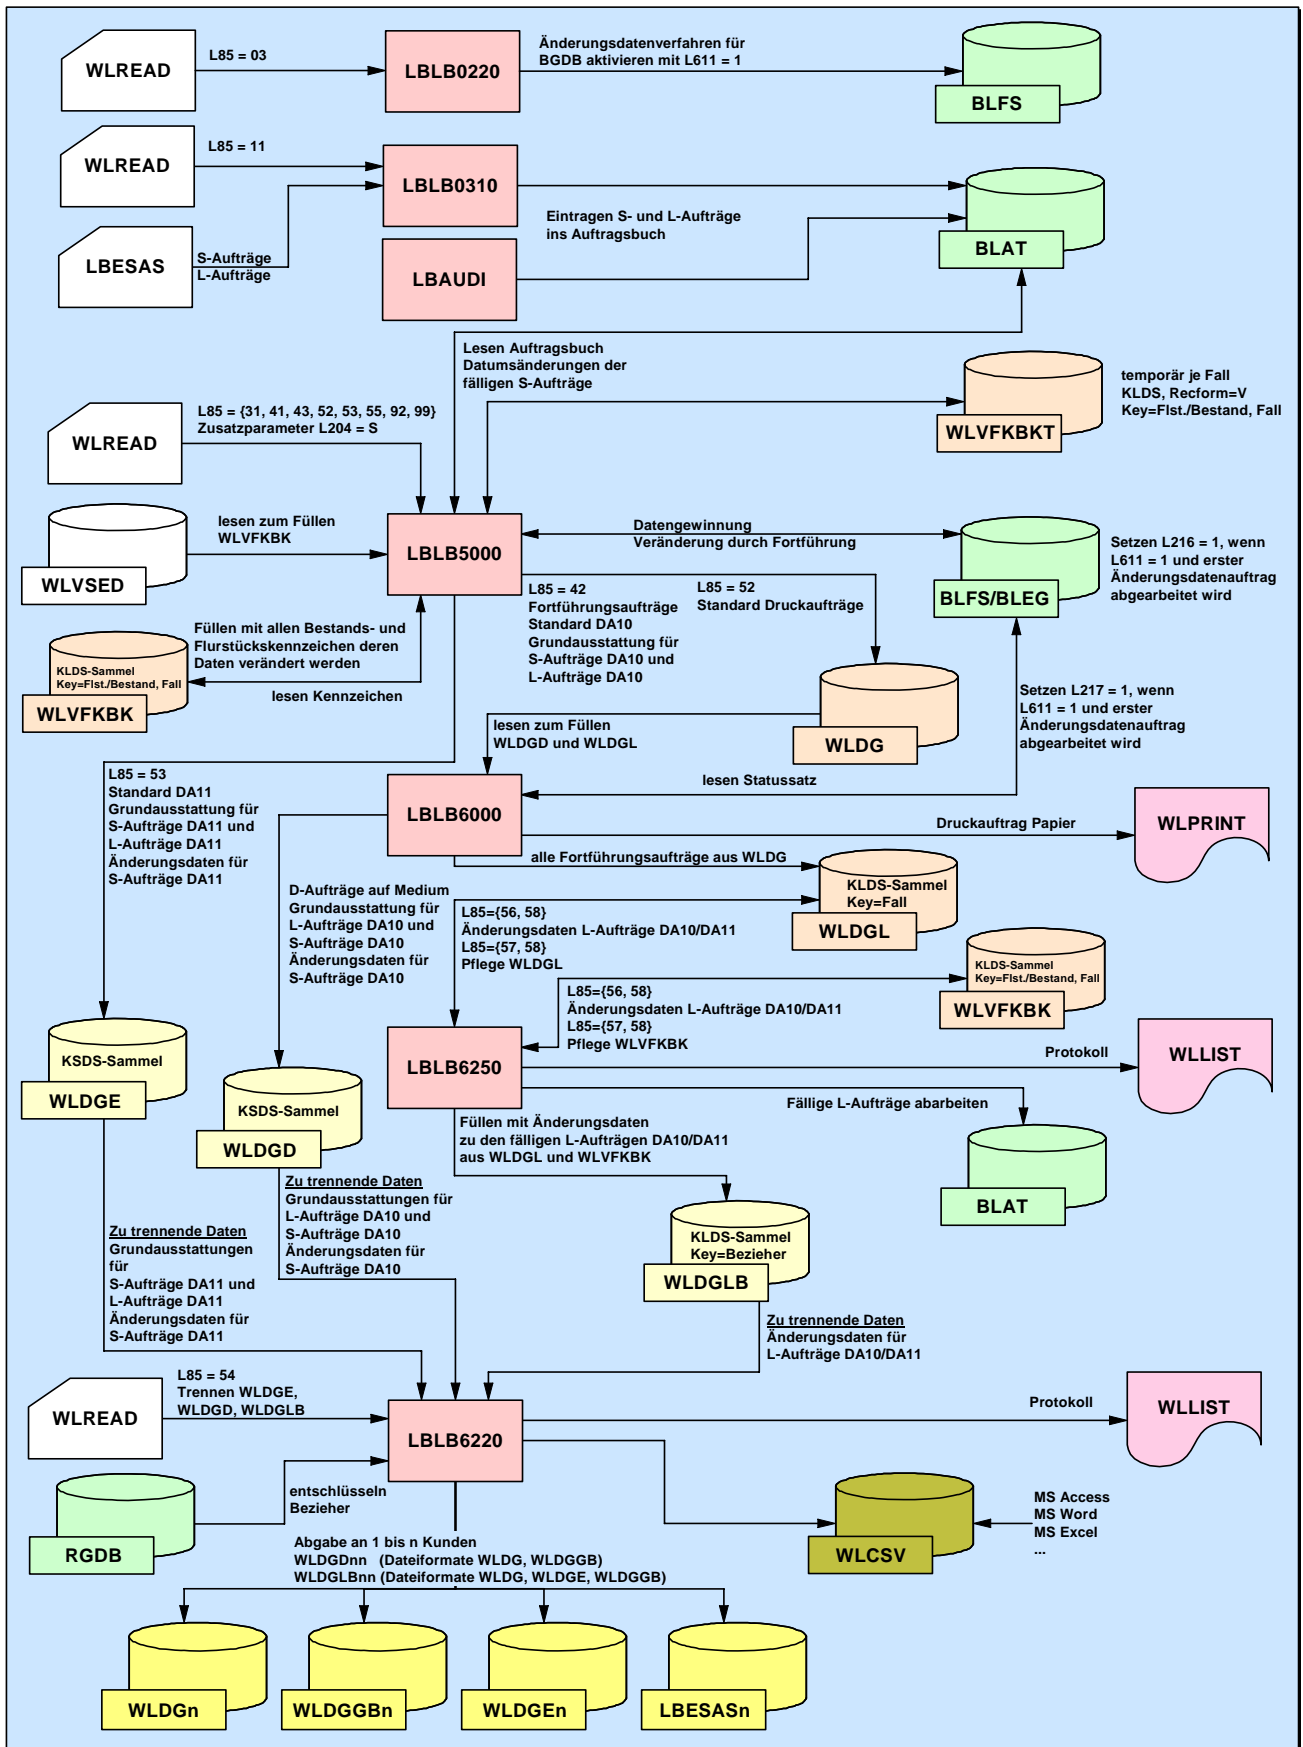 WLREAD
L85 = 03
LBLB0220
Änderungsdatenverfahren für
BGDB aktivieren mit L611 = 1
BLFS
WLREAD
L85 = 11
LBLB0310
LBESAS
S-Aufträge
L-Aufträge
LBAUDI
Eintragen S- und L-Aufträge
ins Auftragsbuch
BLAT
Lesen Auftragsbuch
Datumsänderungen der
fälligen S-Aufträge
WLVFKBKT
temporär je Fall
KLDS, Recform=V
Key=Flst./Bestand, Fall
WLREAD
L85 = {31, 41, 43, 52, 53, 55, 92, 99}
Zusatzparameter L204 = S
WLVSED
lesen zum Füllen
WLVFKBK
LBLB5000
Datengewinnung
Veränderung durch Fortführung
BLFS/BLEG
Setzen L216 = 1, wenn
L611 = 1 und erster
Änderungsdatenauftrag
abgearbeitet wird
L85 = 42
Fortführungsaufträge
Standard DA10
Grundausstattung für
S-Aufträge DA10 und
L-Aufträge DA10
L85 = 52
Standard Druckaufträge
Füllen mit allen Bestands- und
Flurstückskennzeichen deren
Daten verändert werden
KLDS-Sammel
Key=Flst./Bestand, Fall
WLVFKBK
lesen Kennzeichen
WLDG
Setzen L217 = 1, wenn
L611 = 1 und erster
Änderungsdatenauftrag
abgearbeitet wird
lesen zum Füllen
WLDGD und WLDGL
L85 = 53
Standard DA11
Grundausstattung für
S-Aufträge DA11 und
L-Aufträge DA11
Änderungsdaten für
S-Aufträge DA11
LBLB6000
lesen Statussatz
Druckauftrag Papier
WLPRINT
alle Fortführungsaufträge aus WLDG
KLDS-Sammel
Key=Fall
WLDGL
D-Aufträge auf Medium
Grundausstattung für
L-Aufträge DA10 und
S-Aufträge DA10
Änderungsdaten für
S-Aufträge DA10
L85={56, 58}
Änderungsdaten L-Aufträge DA10/DA11
L85={57, 58}
Pflege WLDGL
KLDS-Sammel
Key=Flst./Bestand, Fall
WLVFKBK
L85={56, 58}
Änderungsdaten L-Aufträge DA10/DA11
L85={57, 58}
Pflege WLVFKBK
KSDS-Sammel
WLDGE
KSDS-Sammel
WLDGD
LBLB6250
Protokoll
WLLIST
Fällige L-Aufträge abarbeiten
BLAT
Füllen mit Änderungsdaten
zu den fälligen L-Aufträgen DA10/DA11
aus WLDGL und WLVFKBK
Zu trennende Daten
Grundausstattungen für
L-Aufträge DA10 und
S-Aufträge DA10
Änderungsdaten für
S-Aufträge DA10
Zu trennende Daten
Grundausstattungen
für
S-Aufträge DA11 und
L-Aufträge DA11
Änderungsdaten für
S-Aufträge DA11
KLDS-Sammel
Key=Bezieher
WLDGLB
Zu trennende Daten
Änderungsdaten für
L-Aufträge DA10/DA11
WLREAD
L85 = 54
Trennen WLDGE,
WLDGD, WLDGLB
LBLB6220
Protokoll
WLLIST
RGDB
entschlüsseln
Bezieher
WLCSV
MS Access
MS Word
MS Excel
...
Abgabe an 1 bis n Kunden
WLDGDnn (Dateiformate WLDG, WLDGGB)
WLDGLBnn (Dateiformate WLDG, WLDGE, WLDGGB)
WLDGn
WLDGGBn
WLDGEn
LBESASn